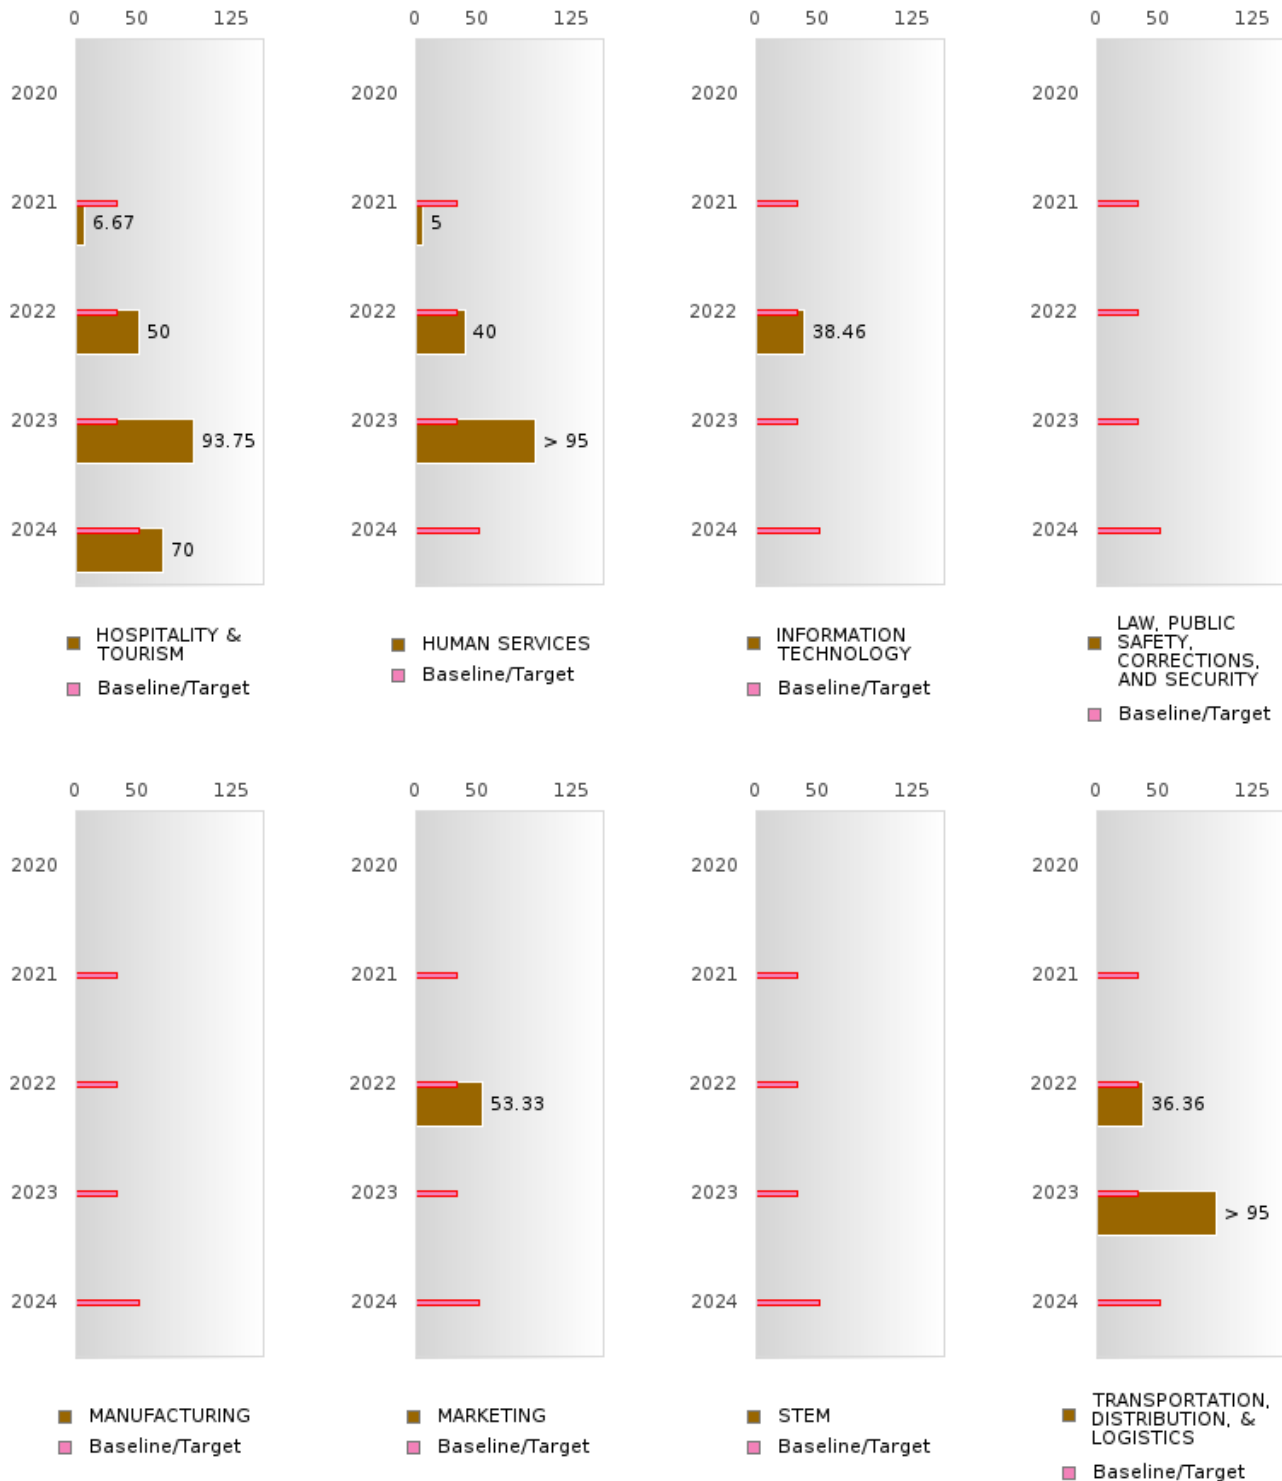 0 50 125 0 50 125 0 50 125 0 50 125
2020 2020 2020 2020
2021 2021 2021 2021
6.67 5
2022 2022 2022 2022
50 40 38.46
2023 2023 2023 2023
93.75 > 95
2024 2024 2024 2024
70
HOSPITALITY &
TOURISM
Baseline/Target
HUMAN SERVICES
Baseline/Target
INFORMATION
TECHNOLOGY
Baseline/Target
LAW, PUBLIC
SAFETY,
CORRECTIONS,
AND SECURITY
Baseline/Target
0 50 125 0 50 125 0 50 125 0 50 125
2020 2020 2020 2020
2021 2021 2021 2021
2022 2022 2022 2022
53.33 36.36
2023 2023 2023 2023
> 95
2024 2024 2024 2024
MANUFACTURING
Baseline/Target
MARKETING
Baseline/Target
STEM
Baseline/Target
TRANSPORTATION,
DISTRIBUTION, &
LOGISTICS
Baseline/Target